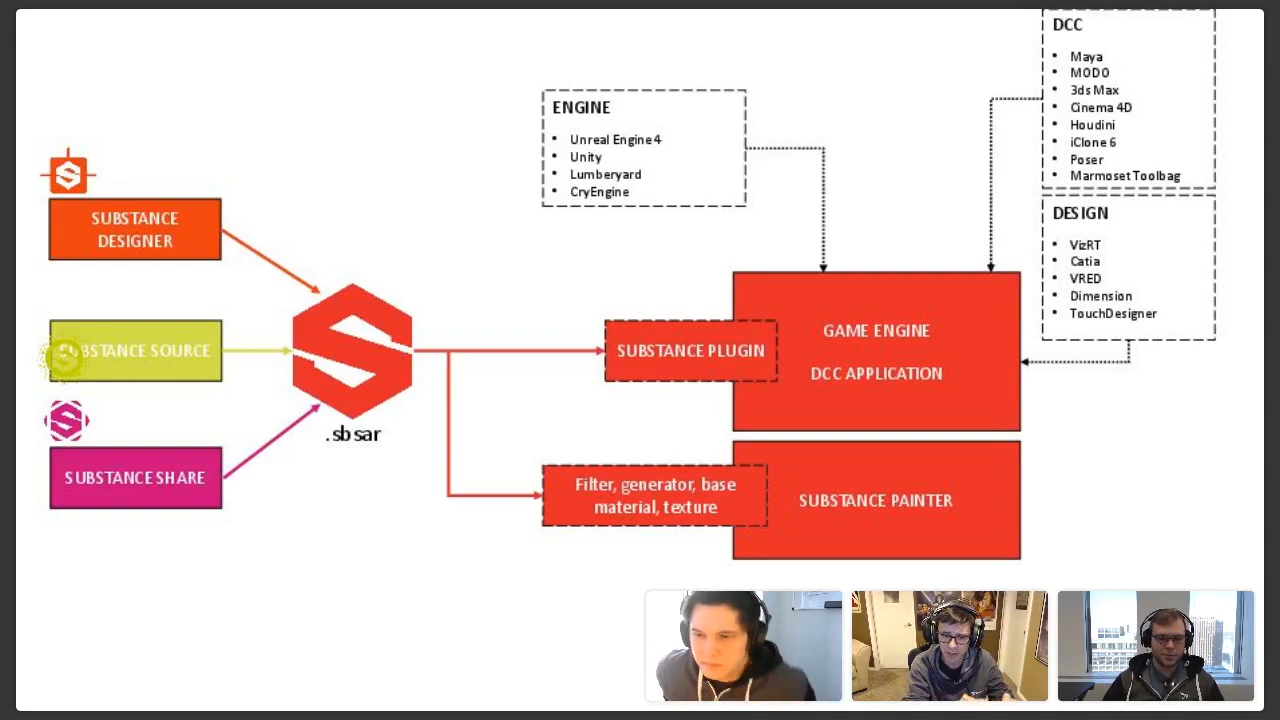 DCC
• Maya
• MODO
• 3ds Max
• Cinema 4D
• Houdini
• iClone 6
• Poser
• Marmoset Toolbag
ENGINE
• Unreal Engine 4
• Unity
• Lumberyard
• CryEngine
DESIGN
• VizRT
• Catia
• VRED
• Dimension
• TouchDesigner
SUBSTANCE
DESIGNER
SUBSTANCE SOURCE
SUBSTANCE SHARE
.sbsar
SUBSTANCE PLUGIN
GAME ENGINE
DCC APPLICATION
Filter, generator, base
material, texture
SUBSTANCE PAINTER